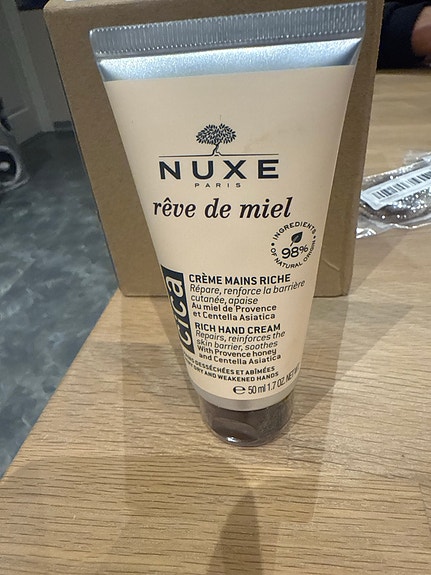 NUXE
PARIS
rêve de miel
INGREDIENTS
98%
OF NATURAL ORIGIN
cica
CRÈME MAINS RICHE
Répare, renforce la barrière
cutanée, apaise
Au miel de Provence
et Centella Asiatica
RICH HAND CREAM
Repairs, reinforces the
skin barrier, soothes
With Provence honey
and Centella Asiatica
DESSÉCHÉES ET ABÎMÉES
DRY AND WEAKENED HANDS
℮ 50 ml 1.7 OZ. NET